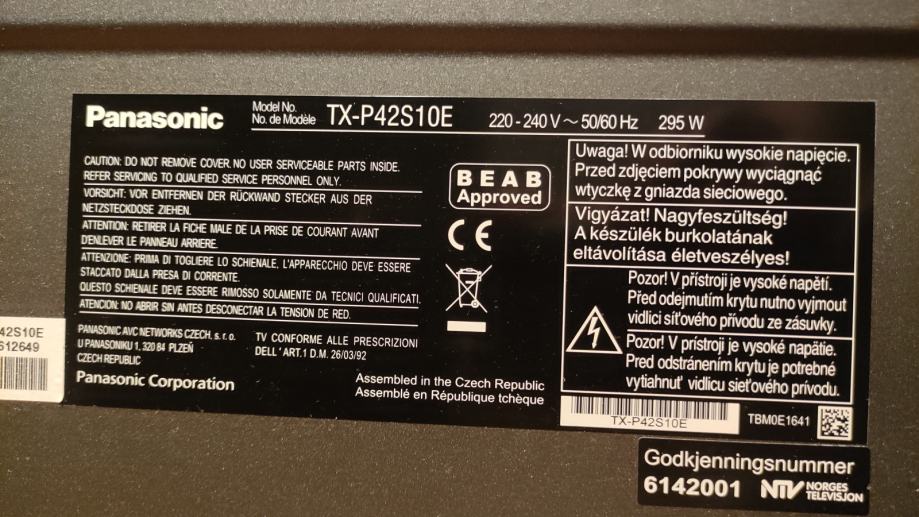 Panasonic
Model No.
No. de Modèle
TX-P42S10E
220 - 240 V ~ 50/60 Hz
295 W
CAUTION: DO NOT REMOVE COVER. NO USER SERVICEABLE PARTS INSIDE.
REFER SERVICING TO QUALIFIED SERVICE PERSONNEL ONLY.
VORSICHT: VOR ENTFERNEN DER RÜCKWAND STECKER AUS DER
NETZSTECKDOSE ZIEHEN.
ATTENTION: RETIRER LA FICHE MALE DE LA PRISE DE COURANT AVANT
D'ENLEVER LE PANNEAU ARRIERE.
ATTENZIONE: PRIMA DI TOGLIERE LO SCHIENALE, L'APPARECCHIO DEVE ESSERE
STACCATO DALLA PRESA DI CORRENTE.
QUESTO SCHIENALE DEVE ESSERE RIMOSSO SOLAMENTE DA TECNICI QUALIFICATI.
ATENCION: NO ABRIR SIN ANTES DESCONECTAR LA TENSION DE RED.
PANASONIC AVC NETWORKS CZECH, s. r. o.
U PANASONIKU 1, 320 84 PLZEŇ
CZECH REPUBLIC
TV CONFORME ALLE PRESCRIZIONI
DELL' ART.1 D.M. 26/03/92
Panasonic Corporation
Assembled in the Czech Republic
Assemblé en République tchèque
BEAB
Approved
CE
Uwaga! W odbiorniku wysokie napięcie.
Przed zdjęciem pokrywy wyciągnąć
wtyczkę z gniazda sieciowego.
Vigyázat! Nagyfeszültség!
A készülék burkolatának
eltávolítása életveszélyes!
Pozor! V přístroji je vysoké napětí.
Před odejmutím krytu nutno vyjmout
vidlici síťového přívodu ze zásuvky.
Pozor! V prístroji je vysoké napätie.
Pred odstránením krytu je potrebné
vytiahnuť vidlicu sieťového prívodu.
TX-P42S10E
TBM0E1641
42S10E
612649
Godkjenningsnummer
6142001
NTV NORGES
TELEVISJON